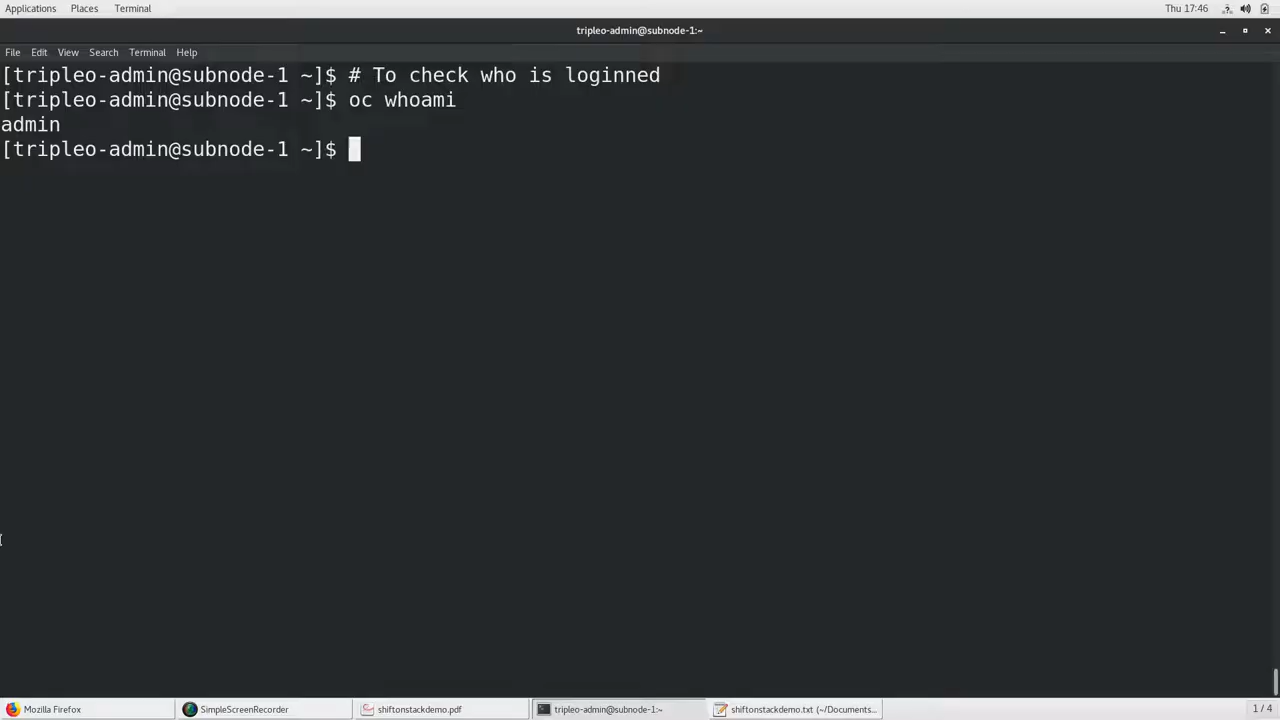 Applications Places Terminal Thu 17:46
tripleo-admin@subnode-1:~
File Edit View Search Terminal Help
[tripleo-admin@subnode-1 ~]$ # To check who is loginned
[tripleo-admin@subnode-1 ~]$ oc whoami
admin
[tripleo-admin@subnode-1 ~]$
Mozilla Firefox SimpleScreenRecorder shiftonstackdemo.pdf tripleo-admin@subnode-1:~ shiftonstackdemo.txt (~/Documents... 1 / 4